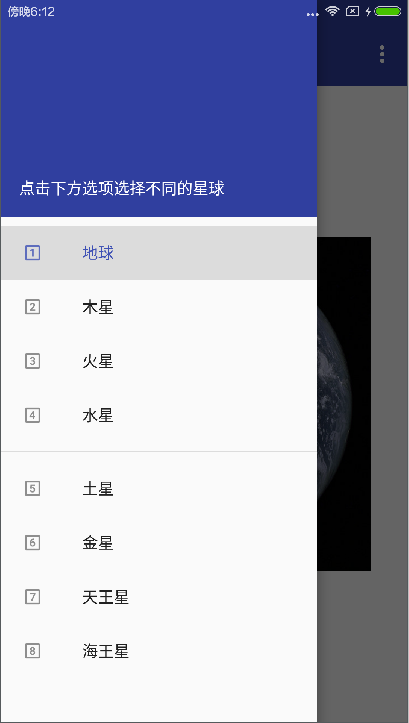 傍晚6:12
点击下方选项选择不同的星球
1 地球
2 木星
3 火星
4 水星
5 土星
6 金星
7 天王星
8 海王星